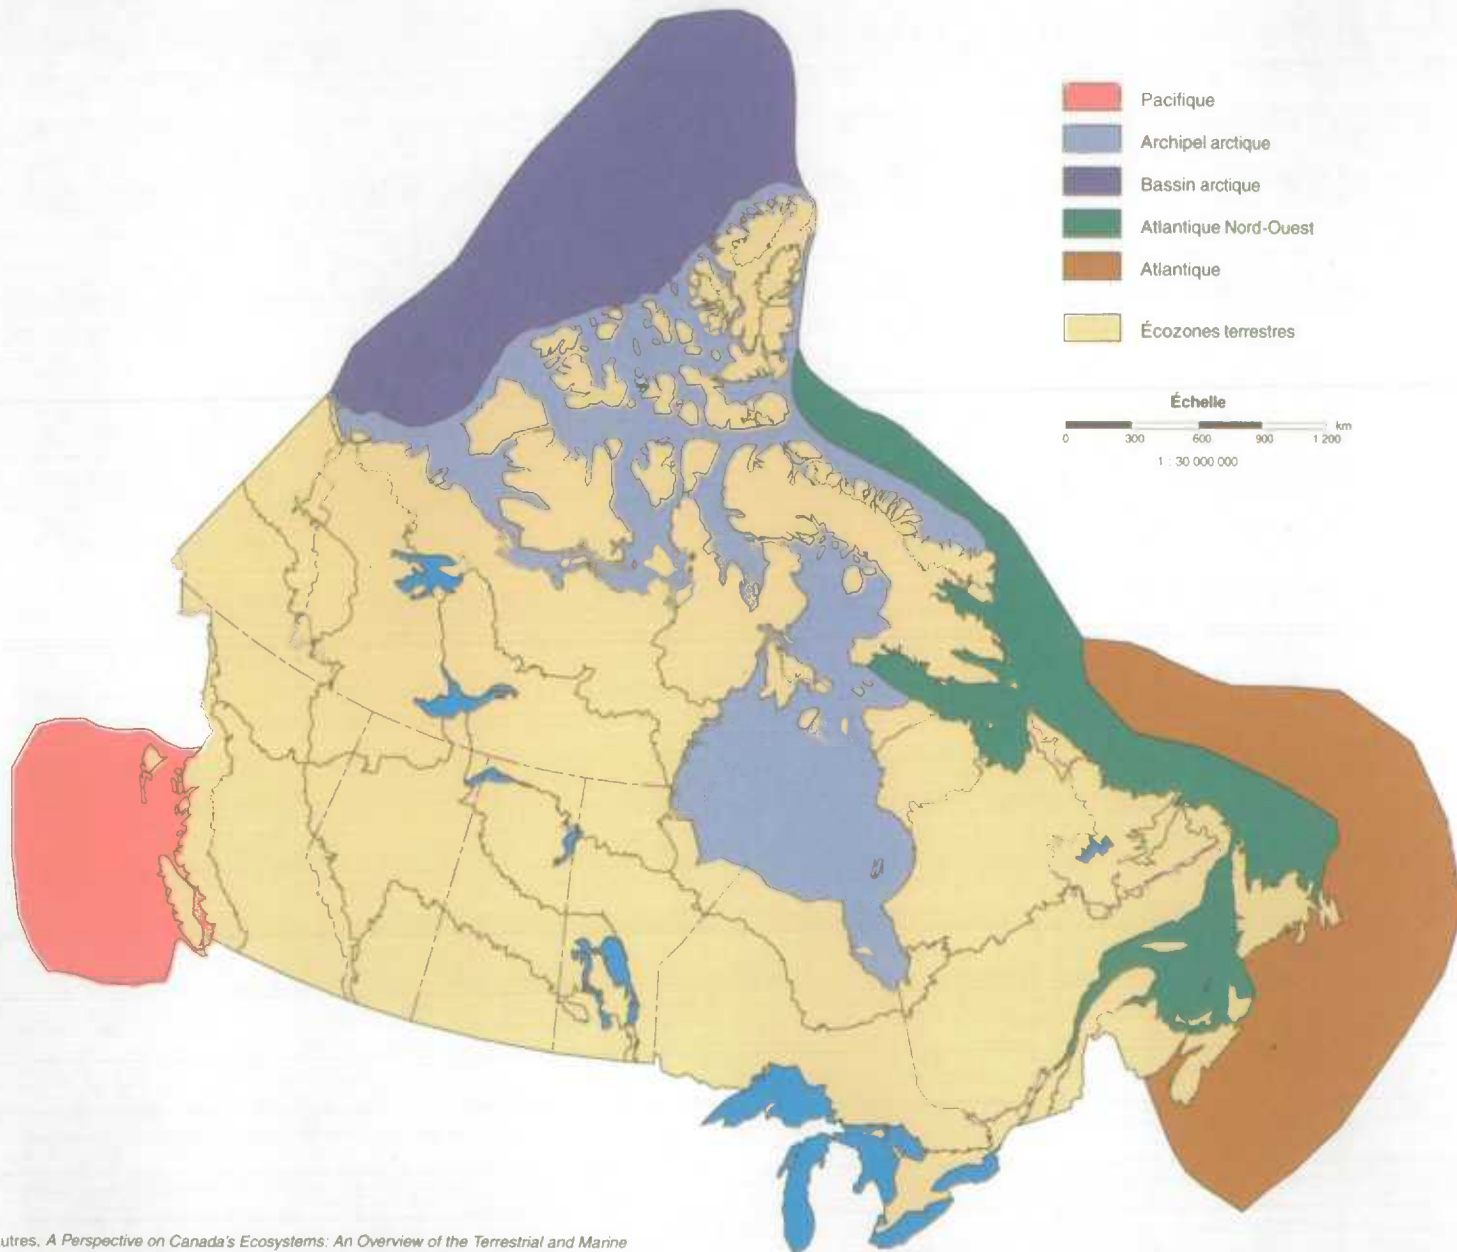 Pacifique
Archipel arctique
Bassin arctique
Atlantique Nord-Ouest
Atlantique
Écozones terrestres
Échelle
km
0 300 600 900 1 200
1 : 30 000 000
utres, A Perspective on Canada's Ecosystems: An Overview of the Terrestrial and Marine